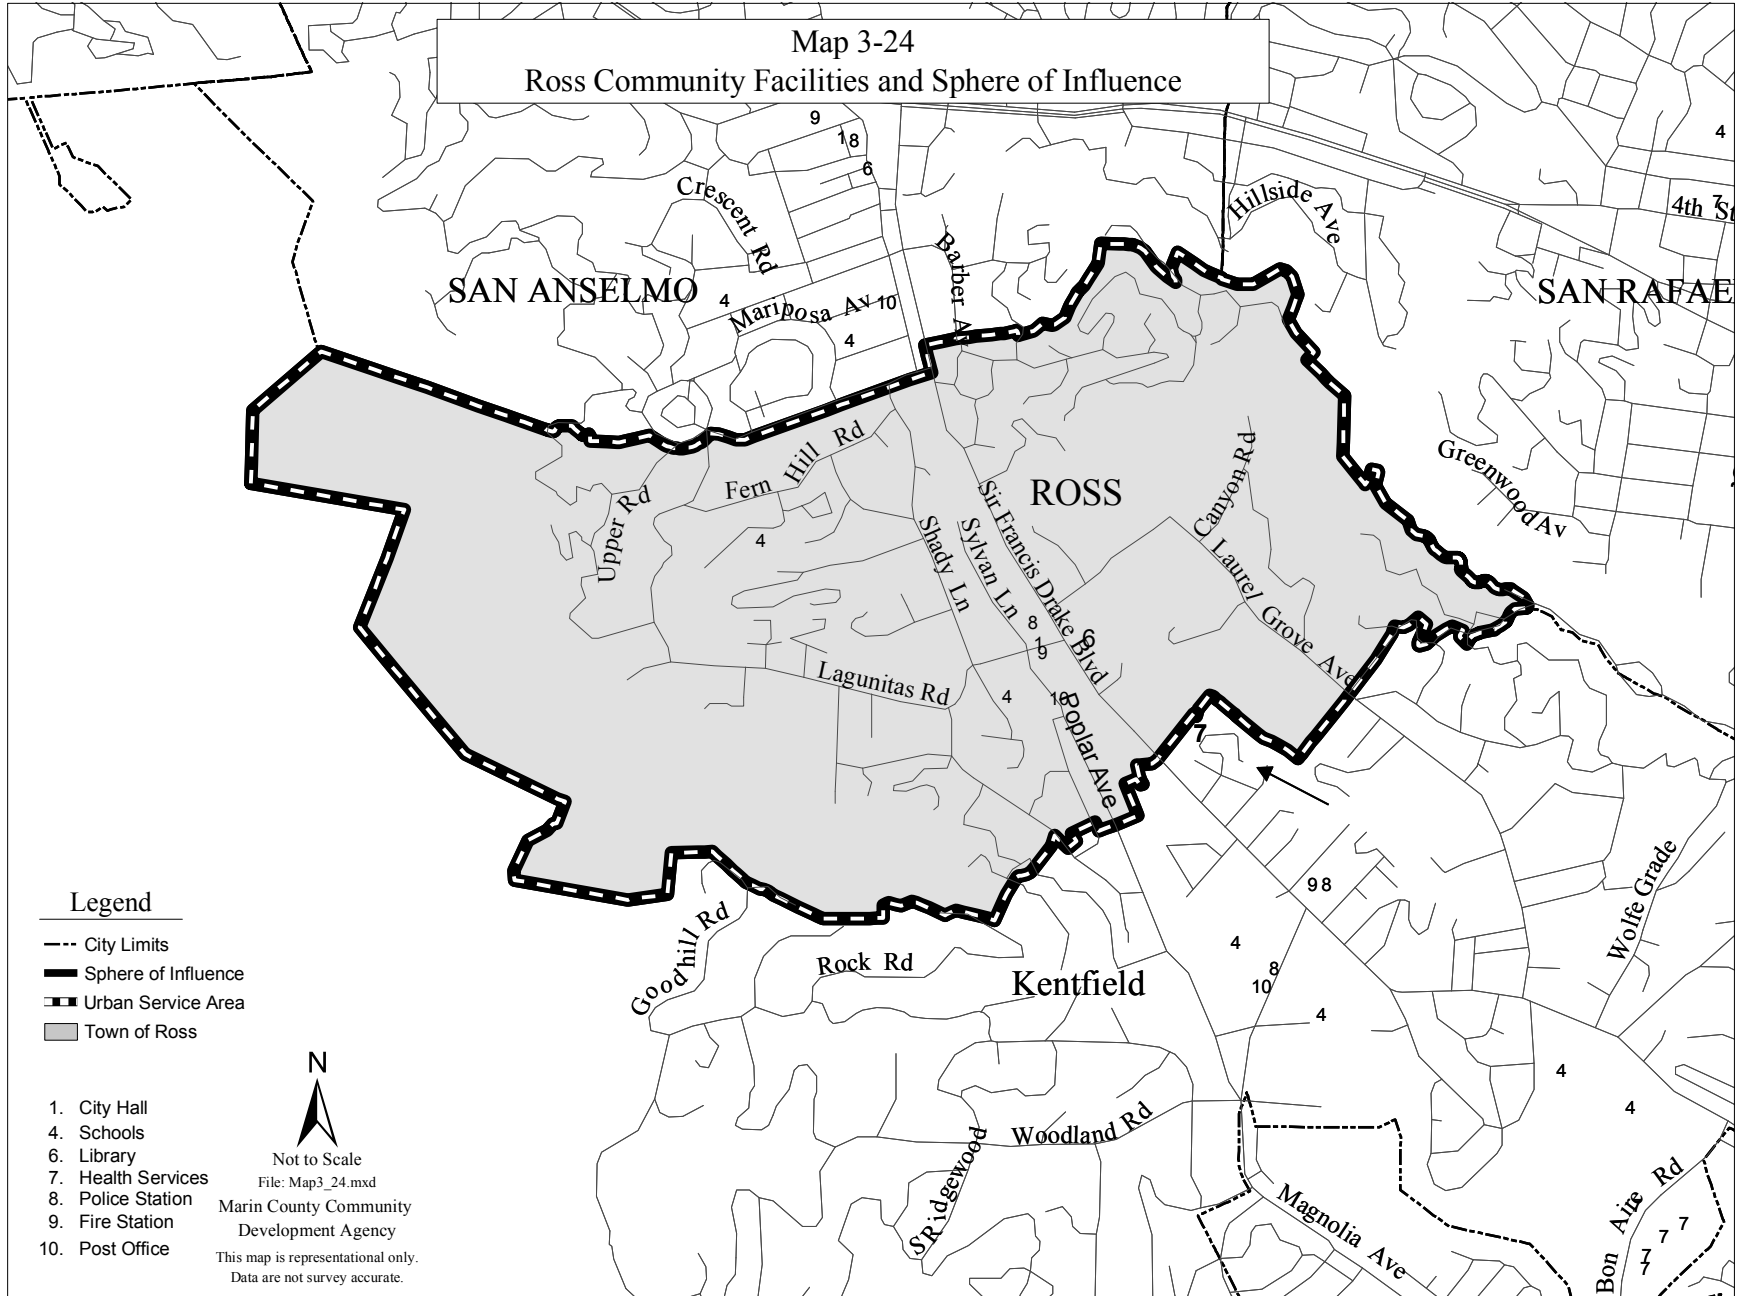 Map 3-24
Ross Community Facilities and Sphere of Influence
9
1 8
6
4
7
4th St
Crescent Rd
Hillside Ave
Barber Av
SAN ANSELMO
SAN RAFAE
4
Mariposa Av
10
4
Fern Hill Rd
Upper Rd
4
Shady Ln
Sylvan Ln
Sir Francis Drake Blvd
ROSS
Canyon Rd
Laurel Grove Ave
Greenwood Av
8
1
9
6
Lagunitas Rd
4
10
Poplar Ave
7
9 8
Wolfe Grade
4
8
10
4
Goodhill Rd
Rock Rd
Kentfield
4
4
Woodland Rd
S Ridgewood
Magnolia Ave
Bon Aire Rd
7
7
7
7
Legend
City Limits
Sphere of Influence
Urban Service Area
Town of Ross
N
1. City Hall
4. Schools
6. Library
7. Health Services
8. Police Station
9. Fire Station
10. Post Office
Not to Scale
File: Map3_24.mxd
Marin County Community
Development Agency
This map is representational only.
Data are not survey accurate.